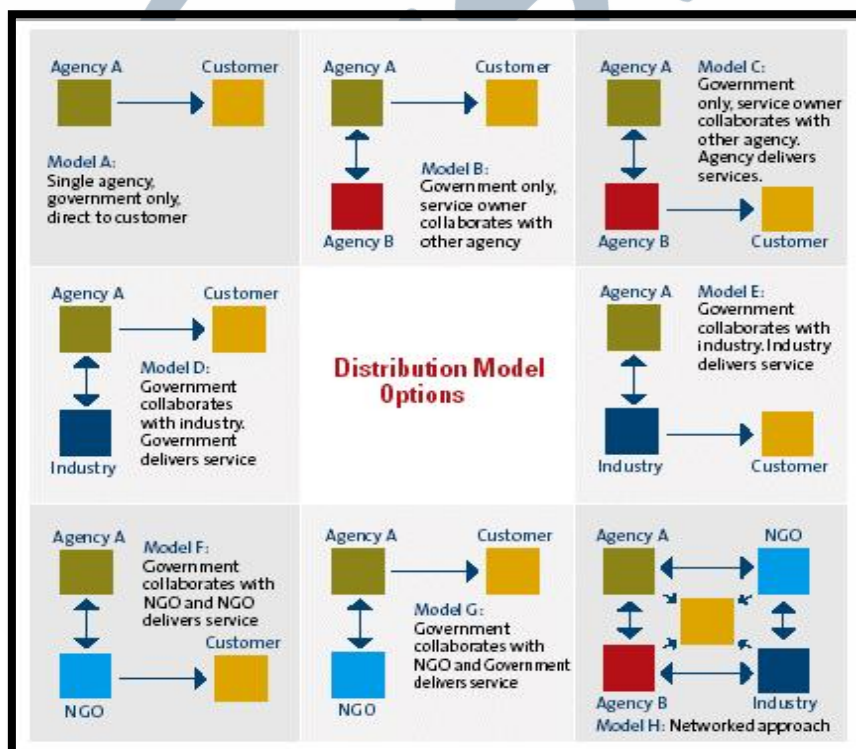 Agency A
Customer
Model A:
Single agency,
government only,
direct to customer
Agency A
Customer
Model B:
Government only,
service owner
collaborates with
other agency
Agency B
Agency A
Model C:
Government
only, service owner
collaborates with
other agency.
Agency delivers
services.
Agency B
Customer
Agency A
Customer
Model D:
Government
collaborates
with industry.
Government
delivers service
Industry
Distribution Model
Options
Agency A
Model E:
Government
collaborates with
industry. Industry
delivers service
Industry
Customer
Agency A
Model F:
Government
collaborates with
NGO and NGO
delivers service
Customer
NGO
Agency A
Customer
Model G:
Government
collaborates with
NGO and Government
delivers service
NGO
Agency A
NGO
Agency B
Industry
Model H: Networked approach